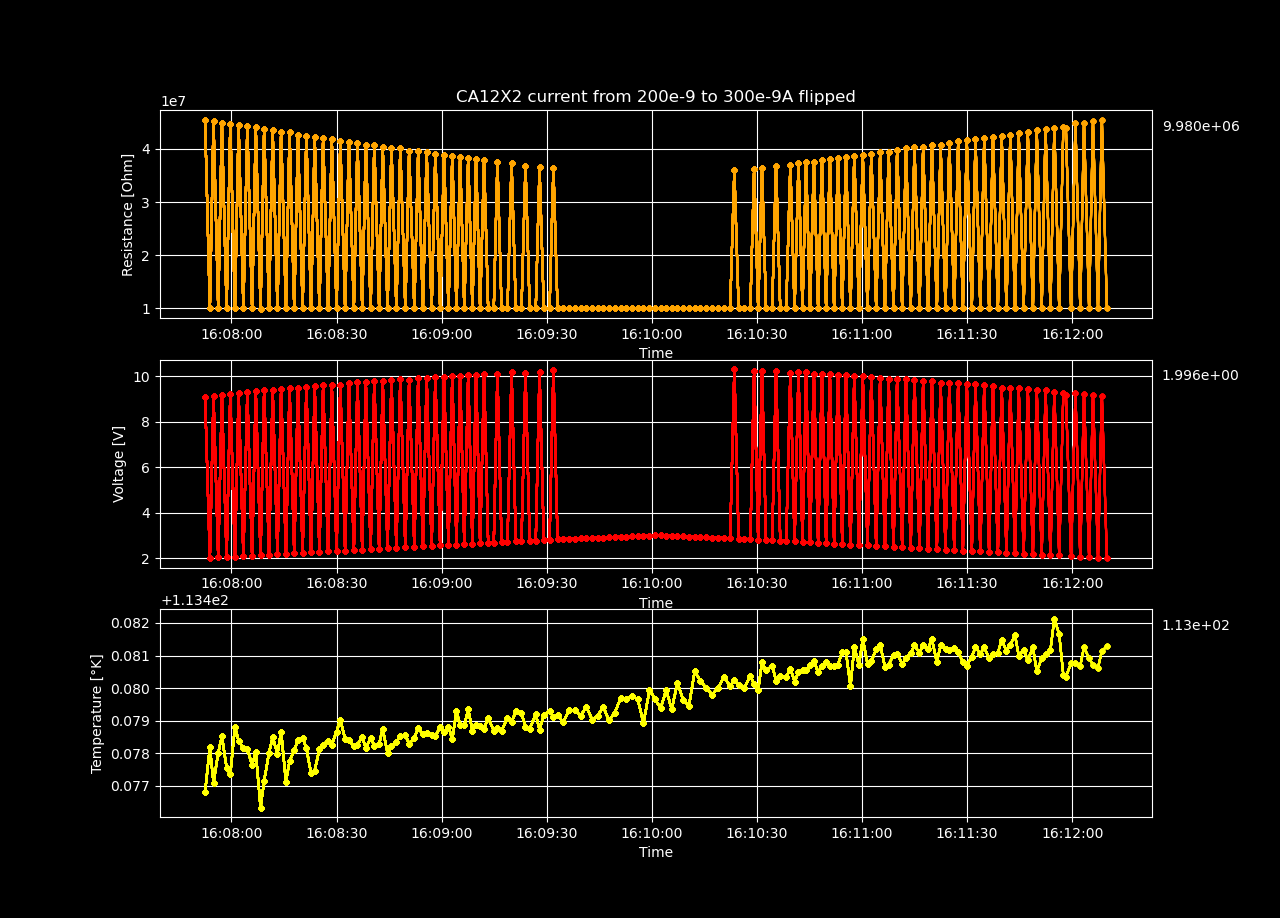 CA12X2 current from 200e-9 to 300e-9A flipped
1e7
9.980e+06
4
3
2
1
Resistance [Ohm]
16:08:00 16:08:30 16:09:00 16:09:30 16:10:00 16:10:30 16:11:00 16:11:30 16:12:00
Time
1.996e+00
10
8
6
4
2
Voltage [V]
16:08:00 16:08:30 16:09:00 16:09:30 16:10:00 16:10:30 16:11:00 16:11:30 16:12:00
Time
+1.134e2
1.13e+02
0.082
0.081
0.080
0.079
0.078
0.077
Temperature [°K]
16:08:00 16:08:30 16:09:00 16:09:30 16:10:00 16:10:30 16:11:00 16:11:30 16:12:00
Time